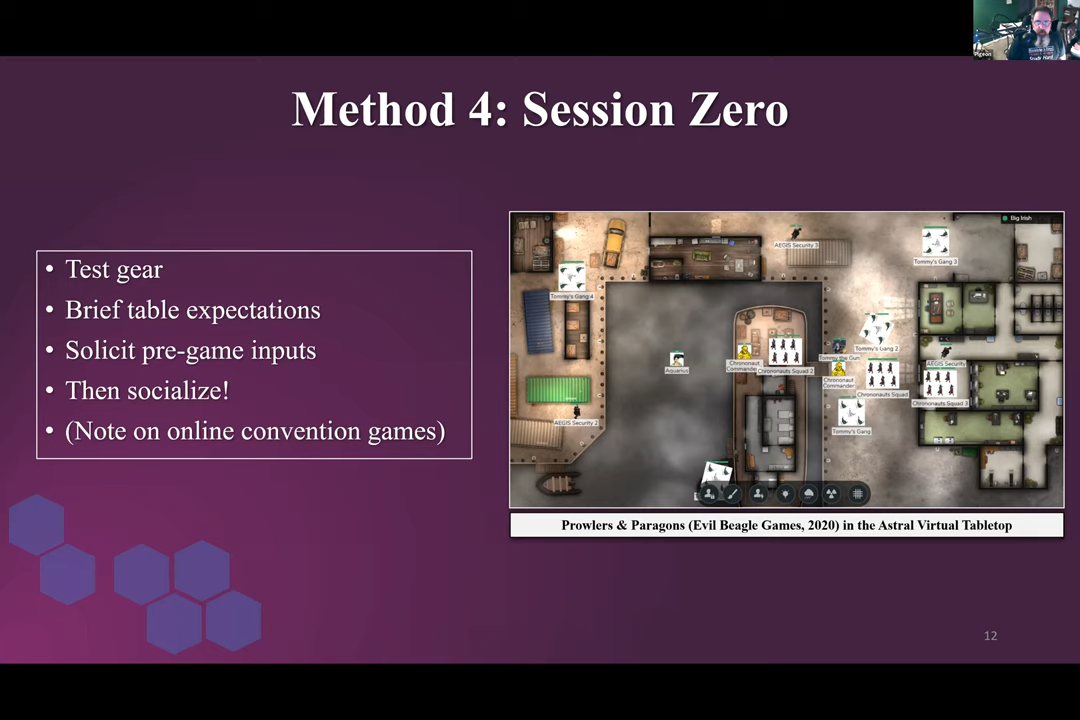 Pigeon
Method 4: Session Zero
• Test gear
• Brief table expectations
• Solicit pre-game inputs
• Then socialize!
• (Note on online convention games)
Big Irish
AEGIS Security 3
Tommy's Gang 3
Tommy's Gang 4
Tommy's Gang 2
Aquarius
Chrononaut
Commander
Chrononauts Squad 2
Tommy the Gun
AEGIS Security
Chrononaut
Commander
Chrononauts Squad
Chrononauts Squad 3
AEGIS Security 2
Tommy's Gang
Prowlers & Paragons (Evil Beagle Games, 2020) in the Astral Virtual Tabletop
12